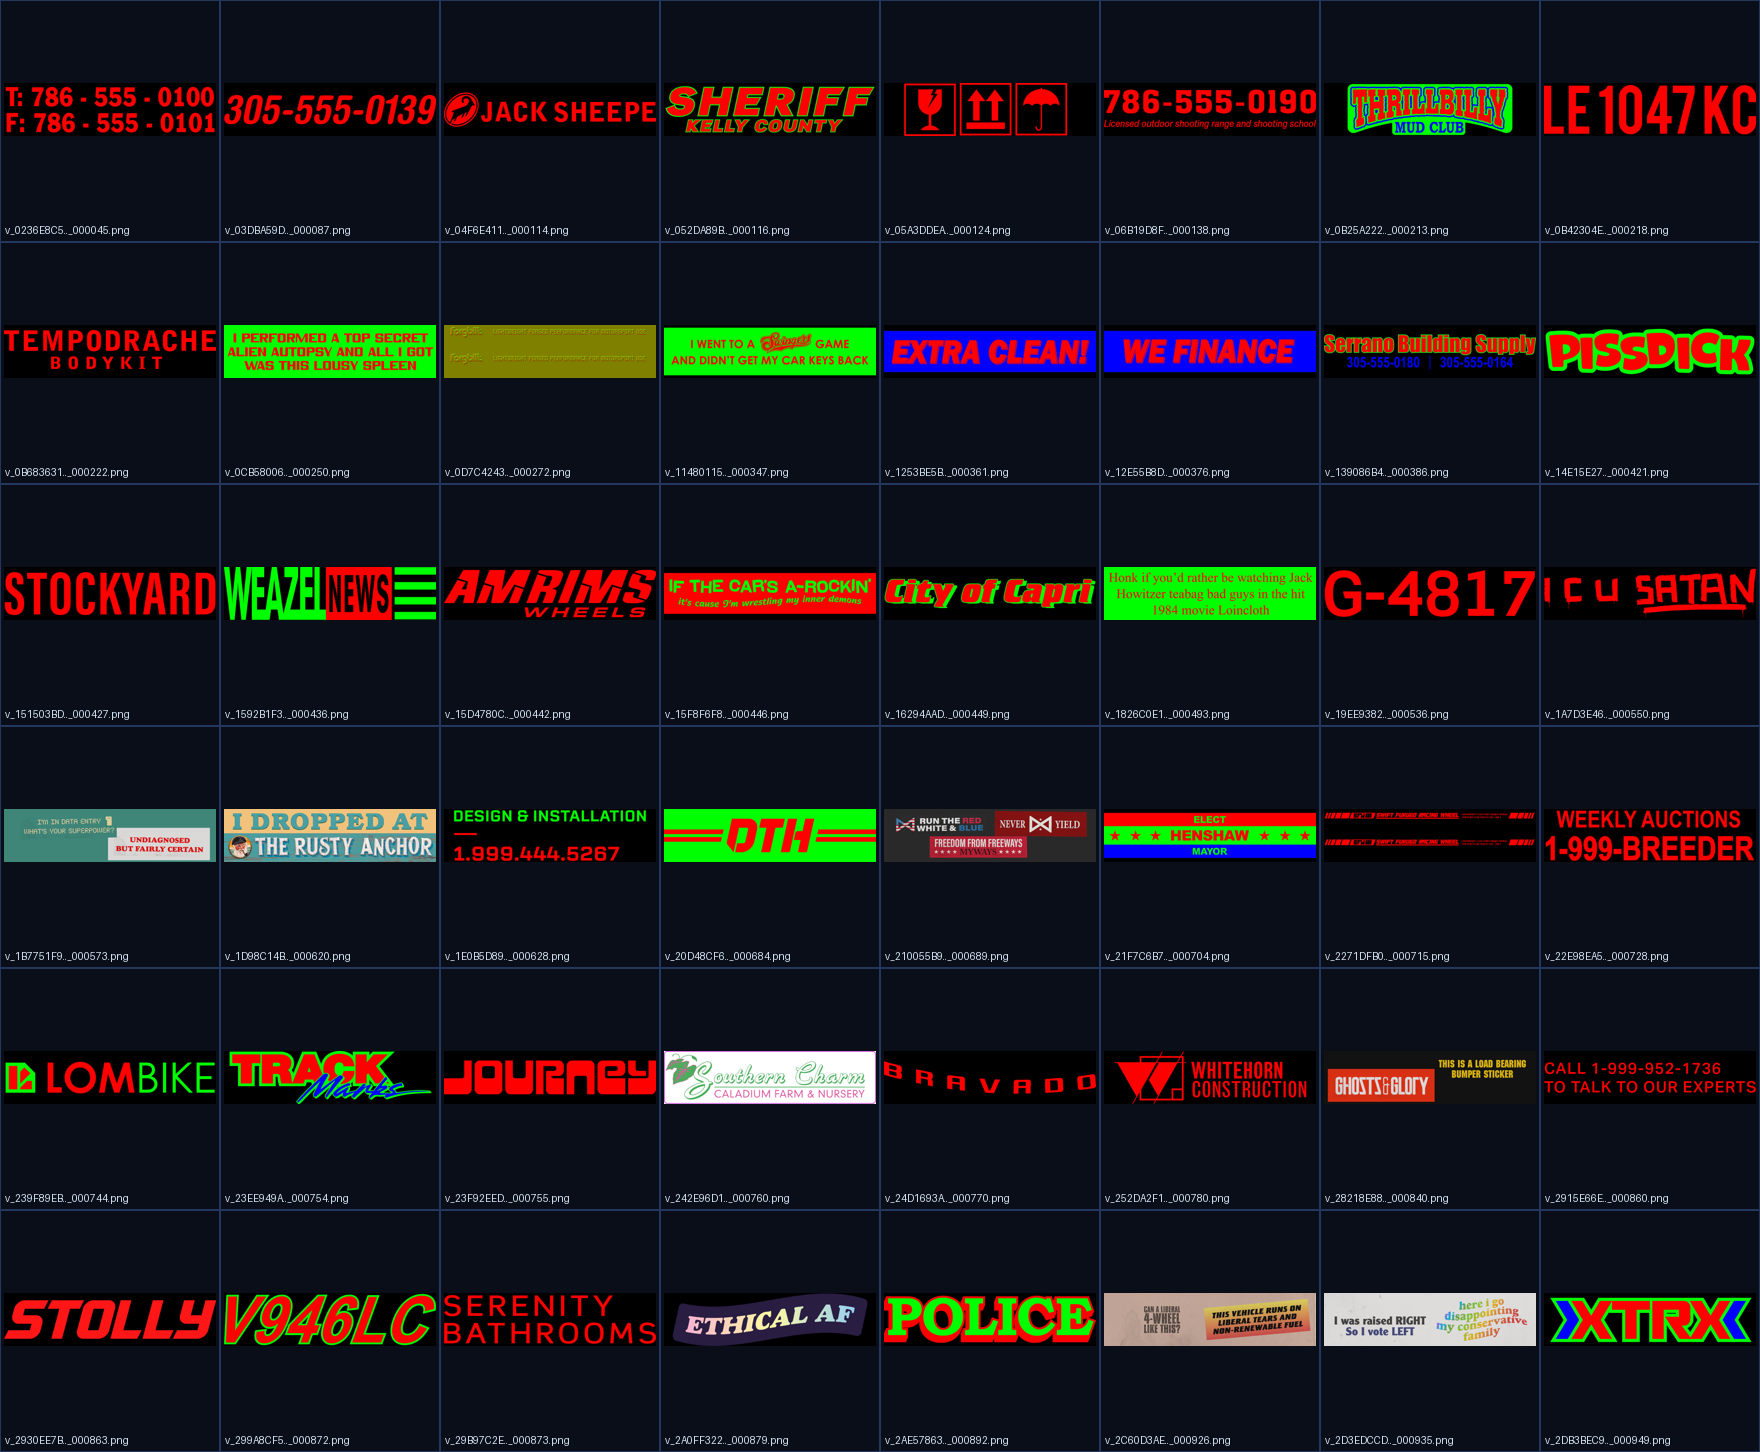 T: 786 - 555 - 0100
F: 786 - 555 - 0101
305-555-0139
JACK SHEEPE
SHERIFF
KELLY COUNTY
786-555-0190
Licensed outdoor shooting range and shooting school
THRILLBILLY
MUD CLUB
LE 1047 KC
v_0236E8C5.._000045.png
v_03DBA59D.._000087.png
v_04F6E411.._000114.png
v_052DA89B.._000116.png
v_05A3DDEA.._000124.png
v_06B19D8F.._000138.png
v_0B25A222.._000213.png
v_0B42304E.._000218.png
TEMPODRACHE
BODYKIT
I PERFORMED A TOP SECRET
ALIEN AUTOPSY AND ALL I GOT
WAS THIS LOUSY SPLEEN
I WENT TO A Swingers GAME
AND DIDN'T GET MY CAR KEYS BACK
EXTRA CLEAN!
WE FINANCE
Serrano Building Supply
305-555-0180 | 305-555-0164
PISSDICK
v_0B683631.._000222.png
v_0CB58006.._000250.png
v_0D7C4243.._000272.png
v_11480115.._000347.png
v_1253BE5B.._000361.png
v_12E55B8D.._000376.png
v_139086B4.._000386.png
v_14E15E27.._000421.png
STOCKYARD
WEAZEL NEWS
AMRIMS
WHEELS
IF THE CAR'S A-ROCKIN'
it's cause I'm wrestling my inner demons
City of Capri
Honk if you'd rather be watching Jack
Howitzer teabag bad guys in the hit
1984 movie Loincloth
G-4817
I C U SATAN
v_151503BD.._000427.png
v_1592B1F3.._000436.png
v_15D4780C.._000442.png
v_15F8F6F8.._000446.png
v_16294AAD.._000449.png
v_1826C0E1.._000493.png
v_19EE9382.._000536.png
v_1A7D3E46.._000550.png
I'M IN DATA ENTRY
WHAT'S YOUR SUPERPOWER?
UNDIAGNOSED
BUT FAIRLY CERTAIN
I DROPPED AT
THE RUSTY ANCHOR
DESIGN & INSTALLATION
1.999.444.5267
DTH
RUN THE RED
WHITE & BLUE
NEVER YIELD
FREEDOM FROM FREEWAYS
ELECT
HENSHAW
MAYOR
WEEKLY AUCTIONS
1-999-BREEDER
v_1B7751F9.._000573.png
v_1D98C14B.._000620.png
v_1E0B5D89.._000628.png
v_20D48CF6.._000684.png
v_210055B9.._000689.png
v_21F7C6B7.._000704.png
v_2271DFB0.._000715.png
v_22E98EA5.._000728.png
LOMBIKE
TRACK
Marks
JOURNEY
Southern Charm
CALADIUM FARM & NURSERY
BRAVADO
WHITEHORN
CONSTRUCTION
GHOSTS & GLORY
THIS IS A LOAD BEARING
BUMPER STICKER
CALL 1-999-952-1736
TO TALK TO OUR EXPERTS
v_239F89EB.._000744.png
v_23EE949A.._000754.png
v_23F92EED.._000755.png
v_242E96D1.._000760.png
v_24D1693A.._000770.png
v_252DA2F1.._000780.png
v_28218E88.._000840.png
v_2915E66E.._000860.png
STOLLY
V946LC
SERENITY
BATHROOMS
ETHICAL AF
POLICE
CAN A LIBERAL
4-WHEEL
LIKE THIS?
THIS VEHICLE RUNS ON
LIBERAL TEARS AND
NON-RENEWABLE FUEL
I was raised RIGHT
So I vote LEFT
here i go
disappointing
my conservative
family
XTRX
v_2930EE7B.._000863.png
v_299A8CF5.._000872.png
v_29B97C2E.._000873.png
v_2A0FF322.._000879.png
v_2AE57863.._000892.png
v_2C60D3AE.._000926.png
v_2D3EDCCD.._000935.png
v_2DB3BEC9.._000949.png